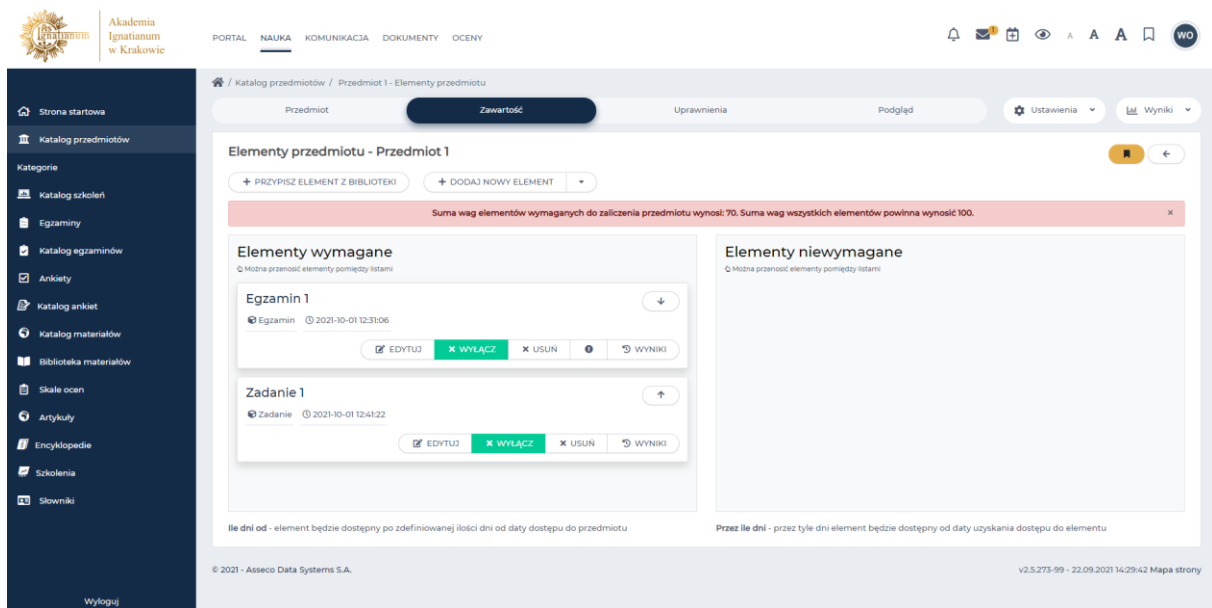 Ignatianum
Akademia
Ignatianum
w Krakowie
PORTAL NAUKA KOMUNIKACJA DOKUMENTY OCENY
1 A A A WO
/ Katalog przedmiotów / Przedmiot 1 - Elementy przedmiotu
Strona startowa
Katalog przedmiotów
Kategorie
Katalog szkoleń
Egzaminy
Katalog egzaminów
Ankiety
Katalog ankiet
Katalog materiałów
Biblioteka materiałów
Skale ocen
Artykuły
Encyklopedie
Szkolenia
Słowniki
Wyloguj
Przedmiot Zawartość Uprawnienia Podgląd Ustawienia Wyniki
Elementy przedmiotu - Przedmiot 1
+ PRZYPISZ ELEMENT Z BIBLIOTEKI + DODAJ NOWY ELEMENT
Suma wag elementów wymaganych do zaliczenia przedmiotu wynosi: 70. Suma wag wszystkich elementów powinna wynosić 100. ×
Elementy wymagane
Można przenosić elementy pomiędzy listami
Egzamin 1
Egzamin 2021-10-01 12:31:06
EDYTUJ × WYŁĄCZ × USUŃ WYNIKI
Zadanie 1
Zadanie 2021-10-01 12:41:22
EDYTUJ × WYŁĄCZ × USUŃ WYNIKI
Elementy niewymagane
Można przenosić elementy pomiędzy listami
Ile dni od - element będzie dostępny po zdefiniowanej ilości dni od daty dostępu do przedmiotu
Przez ile dni - przez tyle dni element będzie dostępny od daty uzyskania dostępu do elementu
© 2021 - Asseco Data Systems S.A.
v2.5.273-99 - 22.09.2021 14:29:42 Mapa strony